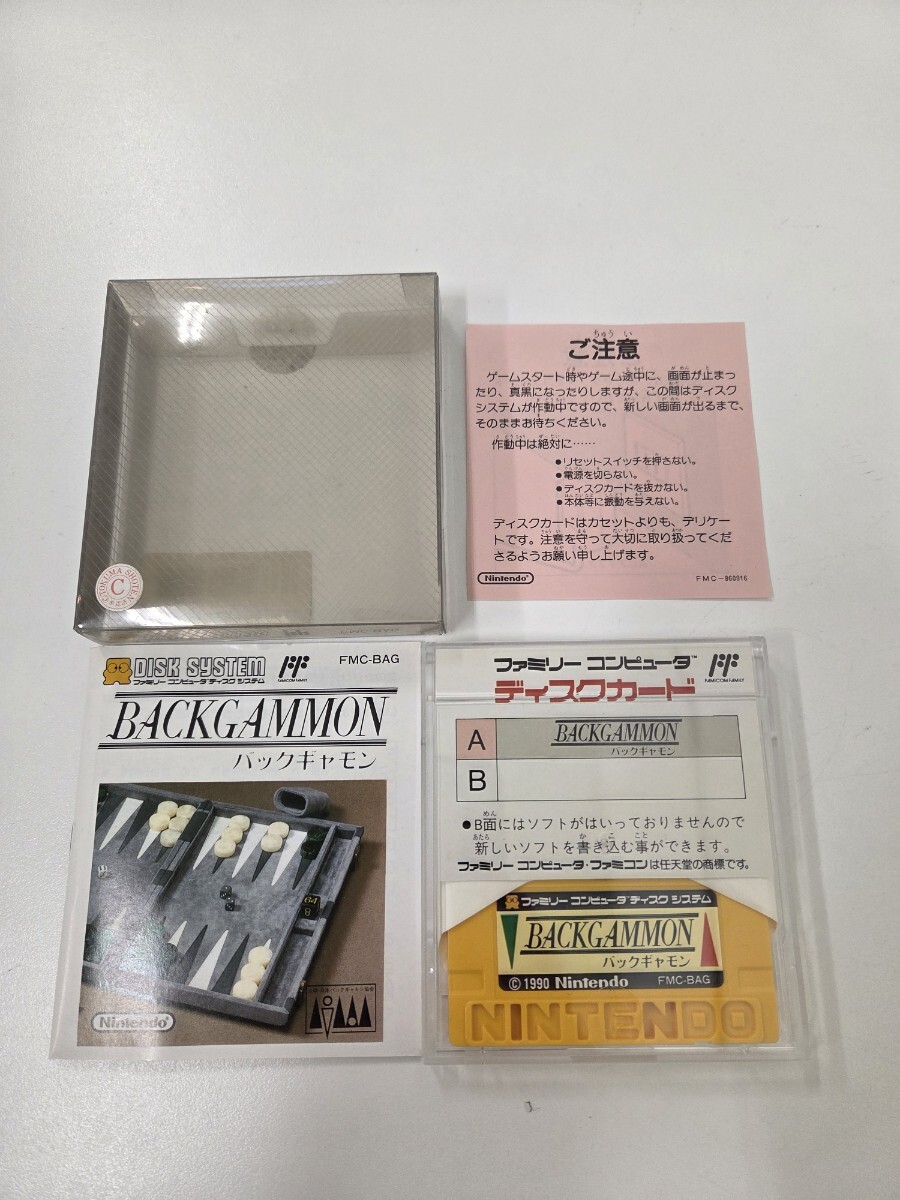 TOKUMA SHOTEN
C
FMC-BAG
ちゅう い
ご注意
ゲームスタート時やゲーム途中に、画面が止まっ
たり、真黒になったりしますが、この間はディスク
システムが作動中ですので、新しい画面が出るまで、
そのままお待ちください。
作動中は絶対に……
●リセットスイッチを押さない。
●電源を切らない。
●ディスクカードを抜かない。
●本体等に振動を与えない。
ディスクカードはカセットよりも、デリケー
トです。注意を守って大切に取り扱ってくだ
さるようお願い申し上げます。
Nintendo
FMC-860916
DISK SYSTEM
ファミリー コンピュータ ディスク システム
FAMICOM FAMILY
FMC-BAG
BACKGAMMON
バックギャモン
64
8
Nintendo
ファミリー コンピュータ™
ディスクカード
FAMICOM FAMILY
A
BACKGAMMON
バックギャモン
B
●B面にはソフトがはいっておりませんので
新しいソフトを書き込む事ができます。
ファミリー コンピュータ・ファミコンは任天堂の商標です。
ファミリー コンピュータ ディスク システム
BACKGAMMON
バックギャモン
© 1990 Nintendo
FMC-BAG
NINTENDO